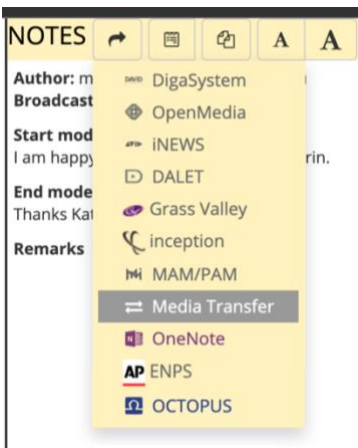 NOTES A A
Author: m
DigaSystem
Broadcast
OpenMedia
Start mod
iNEWS
I am happy
rin.
DALET
End mode
Grass Valley
Thanks Kat
inception
Remarks
MAM/PAM
Media Transfer
OneNote
AP ENPS
OCTOPUS